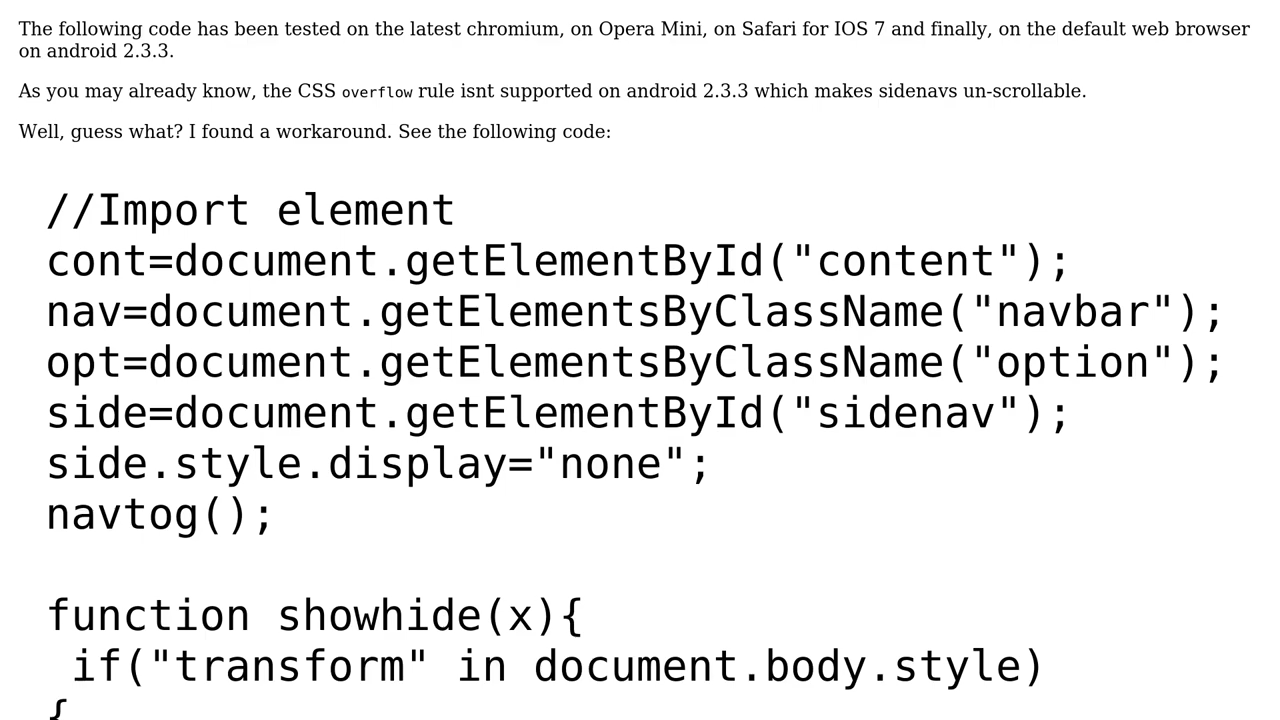 The following code has been tested on the latest chromium, on Opera Mini, on Safari for IOS 7 and finally, on the default web browser
on android 2.3.3.
As you may already know, the CSS overflow rule isnt supported on android 2.3.3 which makes sidenavs un-scrollable.
Well, guess what? I found a workaround. See the following code:
//Import element
cont=document.getElementById("content");
nav=document.getElementsByClassName("navbar");
opt=document.getElementsByClassName("option");
side=document.getElementById("sidenav");
side.style.display="none";
navtog();
function showhide(x){
if("transform" in document.body.style)
{